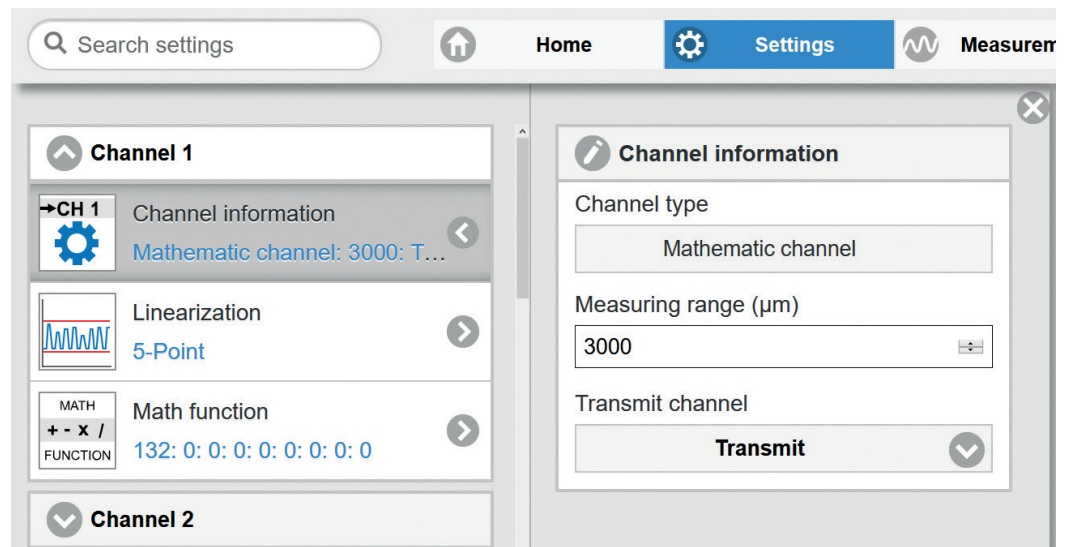 Search settings
Home
Settings
Measurem
Channel 1
→CH 1
Channel information
Mathematic channel: 3000: T...
Linearization
5-Point
MATH
+ - x /
FUNCTION
Math function
132: 0: 0: 0: 0: 0: 0: 0: 0
Channel 2
Channel information
Channel type
Mathematic channel
Measuring range (µm)
3000
Transmit channel
Transmit